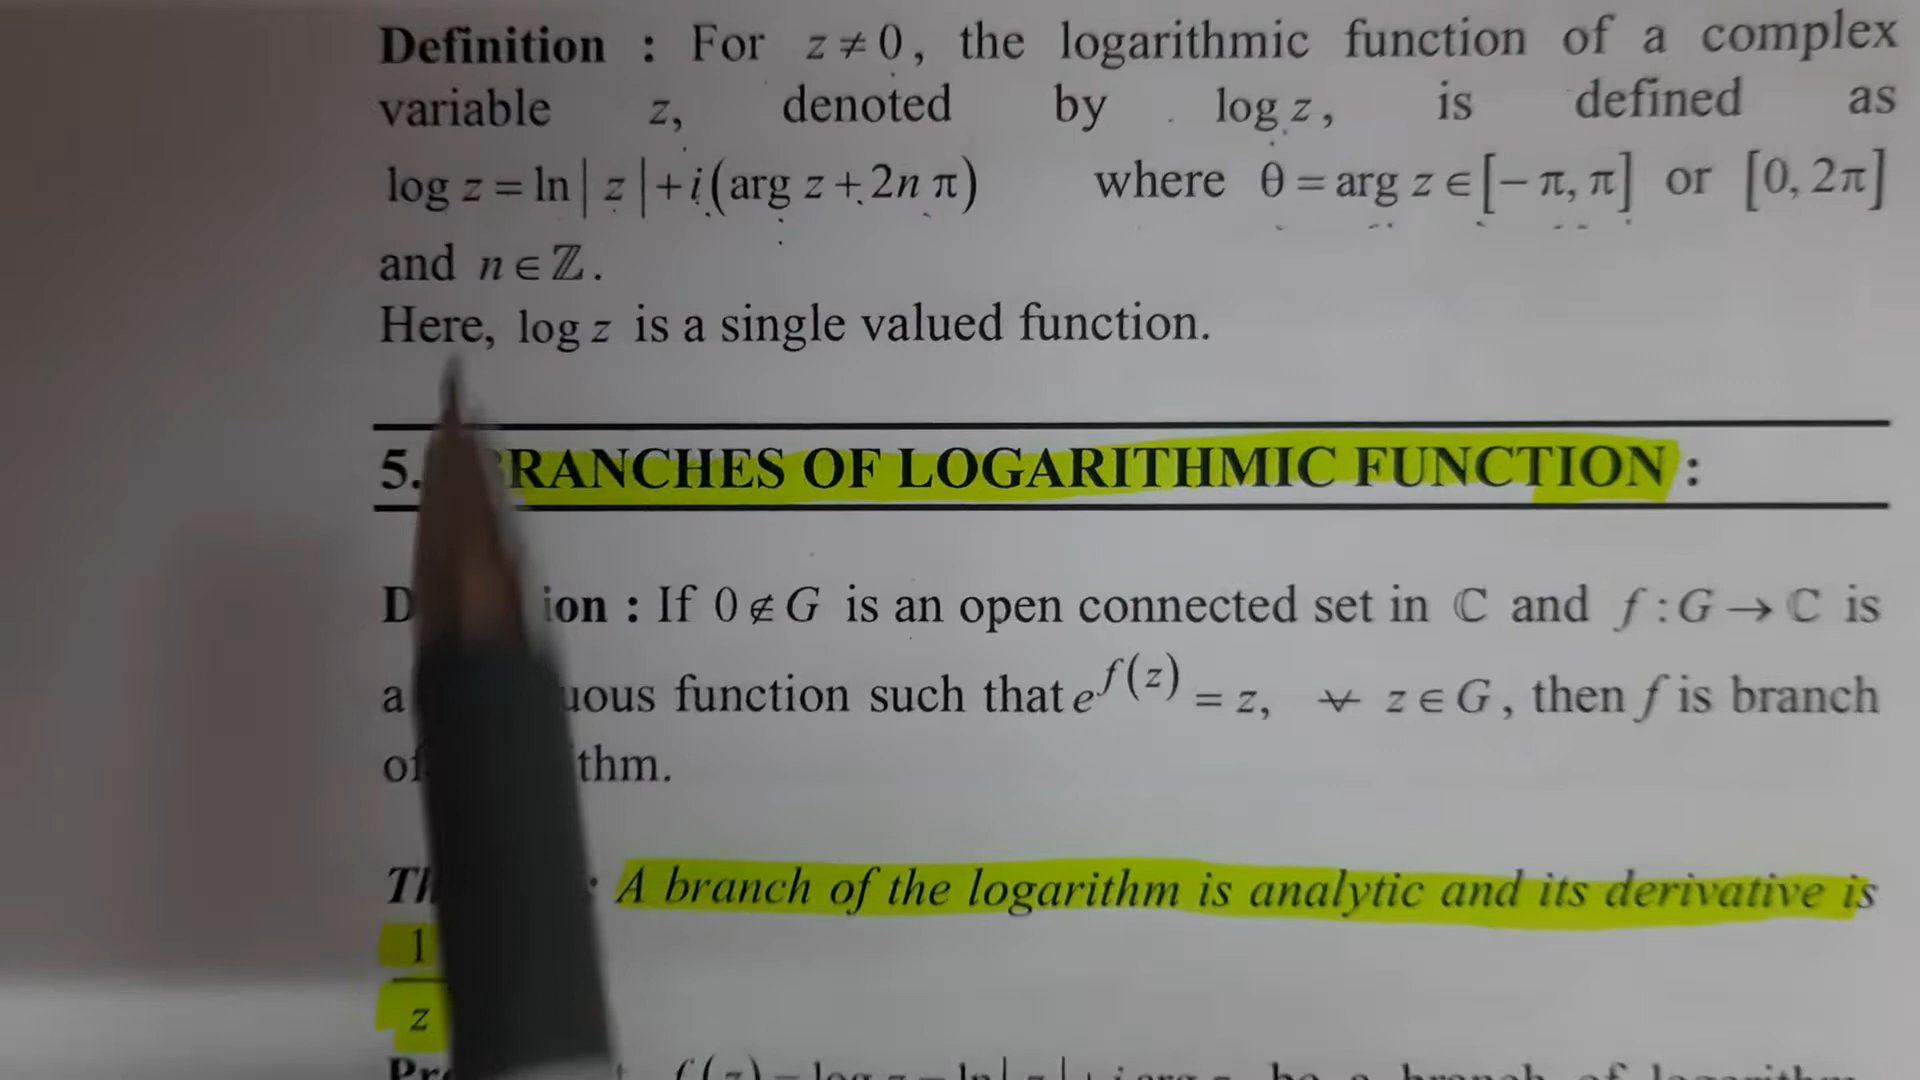 Definition : For z ≠ 0, the logarithmic function of a complex
variable z, denoted by log z, is defined as
log z = ln | z | + i (arg z + 2n π) where θ = arg z ∈ [− π, π] or [0, 2π]
and n ∈ ℤ.
Here, log z is a single valued function.
5. RANCHES OF LOGARITHMIC FUNCTION :
D ion : If 0 ∉ G is an open connected set in ℂ and f : G → ℂ is
a uous function such that e^f(z) = z, ∀ z ∈ G, then f is branch
of thm.
Th : A branch of the logarithm is analytic and its derivative is
1
z